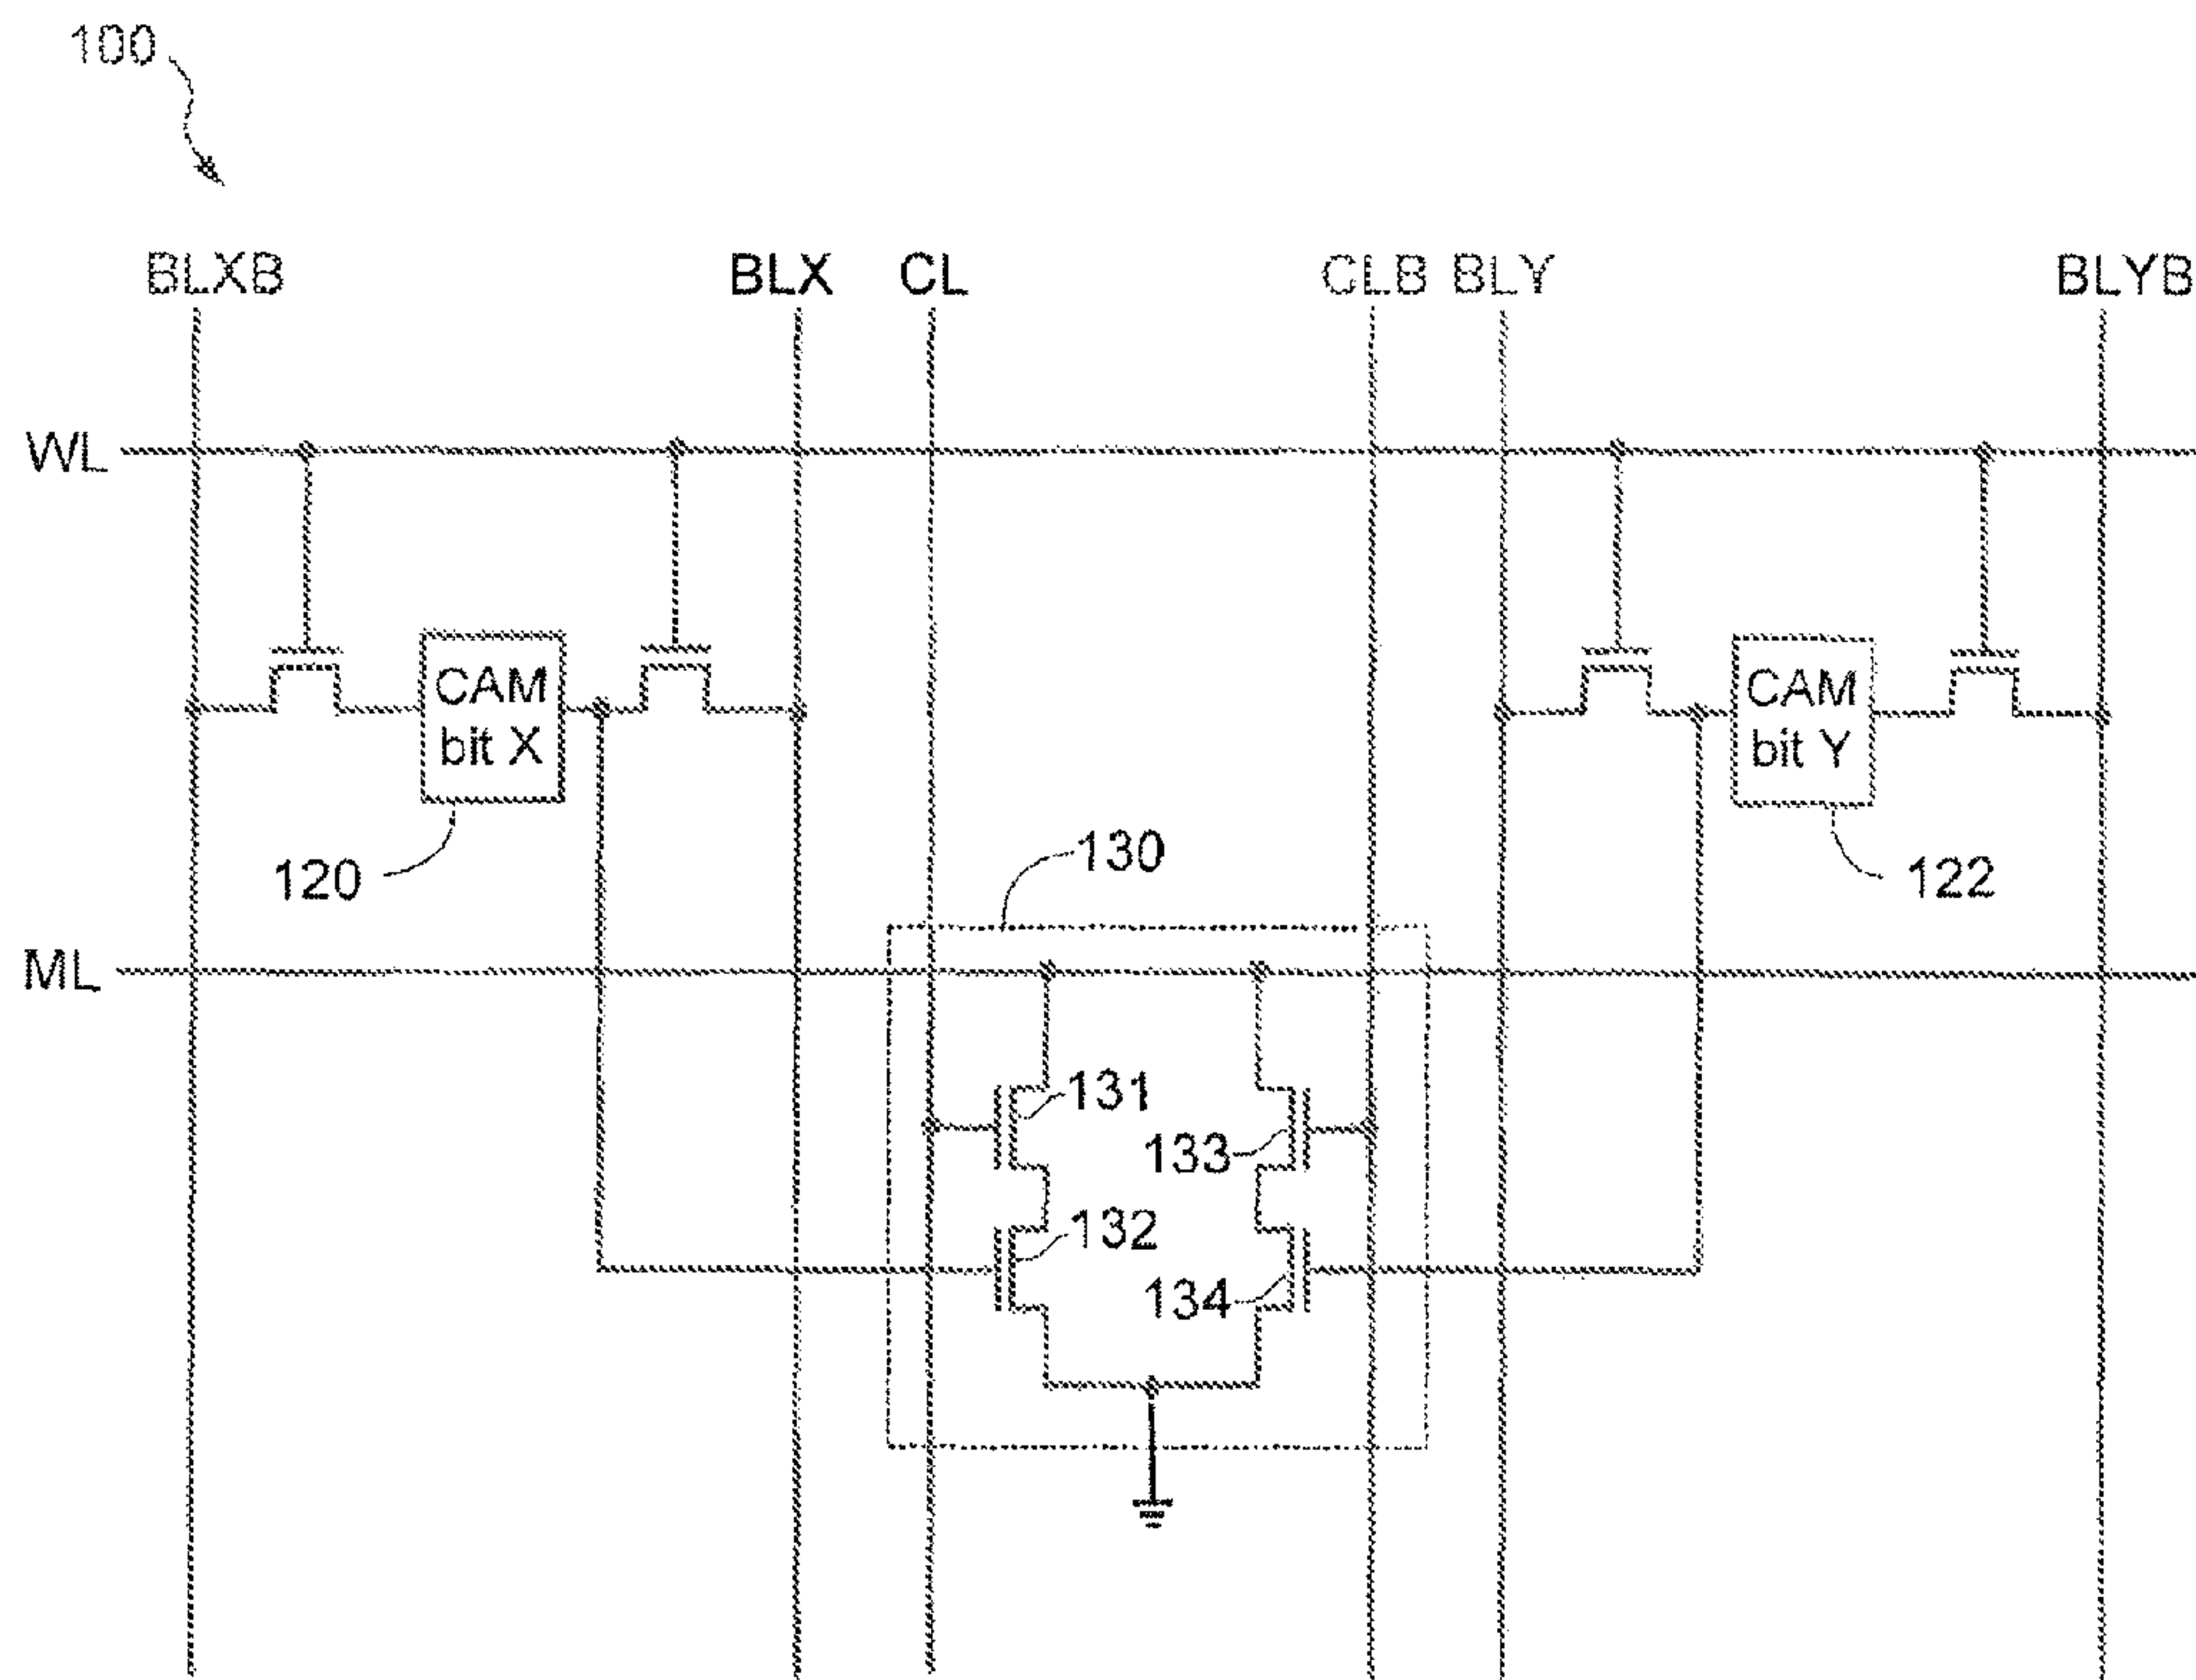 100
BLXB BLX CL CLB BLY BLYB
WL
CAM
bit X
CAM
bit Y
120
130
122
ML
131
133
132
134